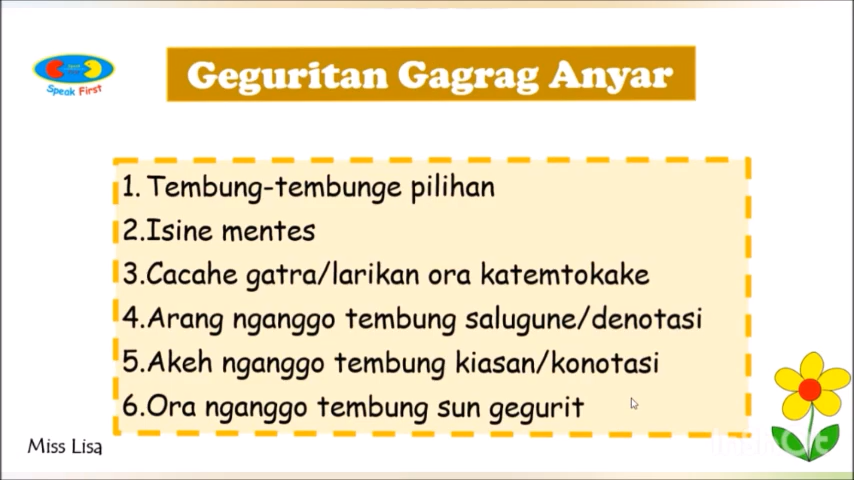 Speak First
Geguritan Gagrag Anyar
1. Tembung-tembunge pilihan
2.Isine mentes
3.Cacahe gatra/larikan ora katemtokake
4.Arang nganggo tembung salugune/denotasi
5.Akeh nganggo tembung kiasan/konotasi
6.Ora nganggo tembung sun gegurit
Miss Lisa